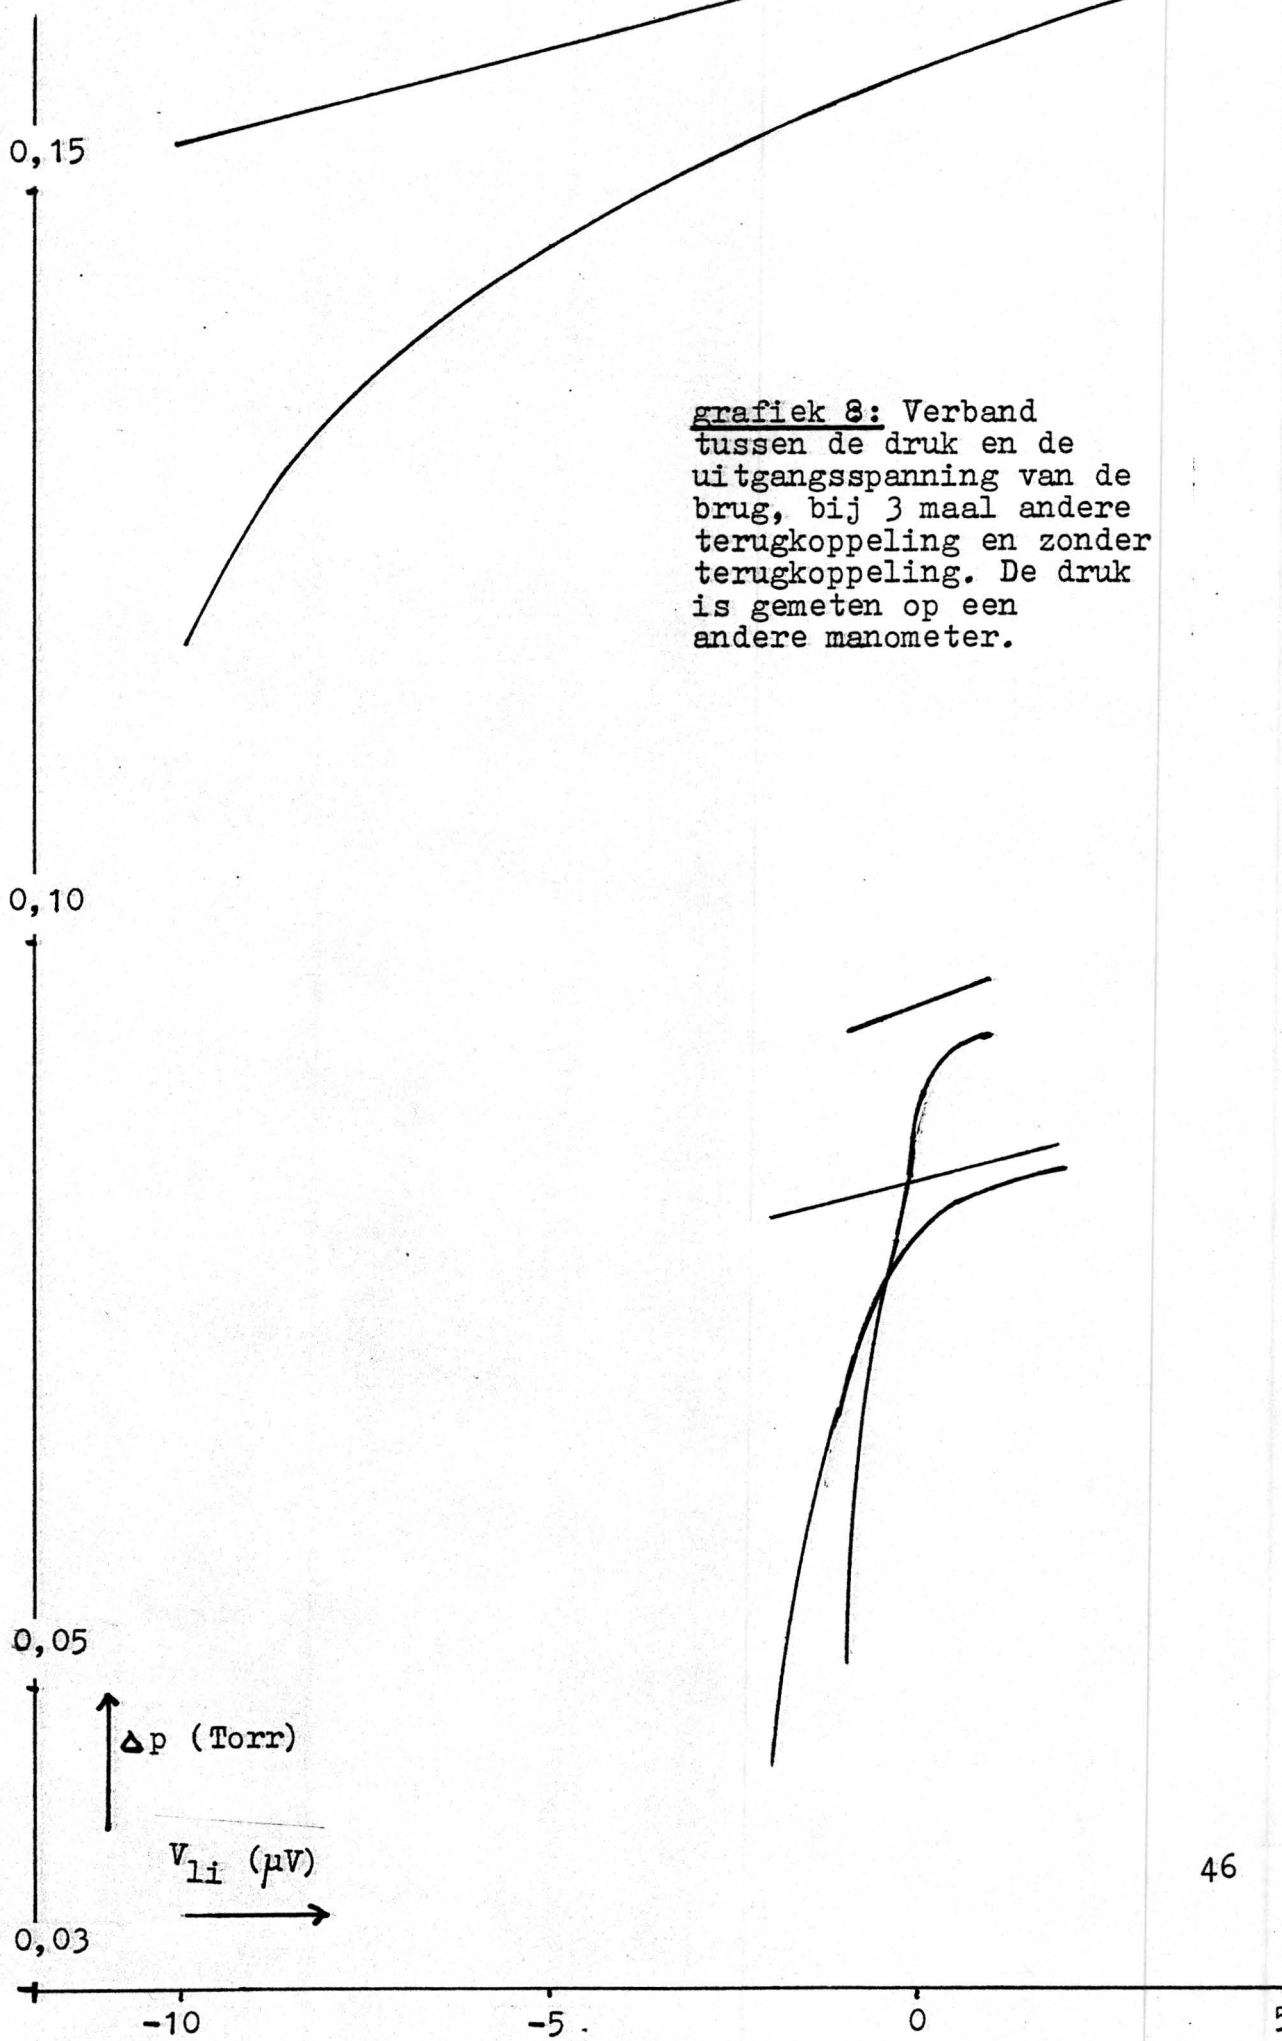 0,15
grafiek 8: Verband
tussen de druk en de
uitgangsspanning van de
brug, bij 3 maal andere
terugkoppeling en zonder
terugkoppeling. De druk
is gemeten op een
andere manometer.
0,10
0,05
Δp (Torr)
V_li (μV)
46
0,03
-10 -5 0 5